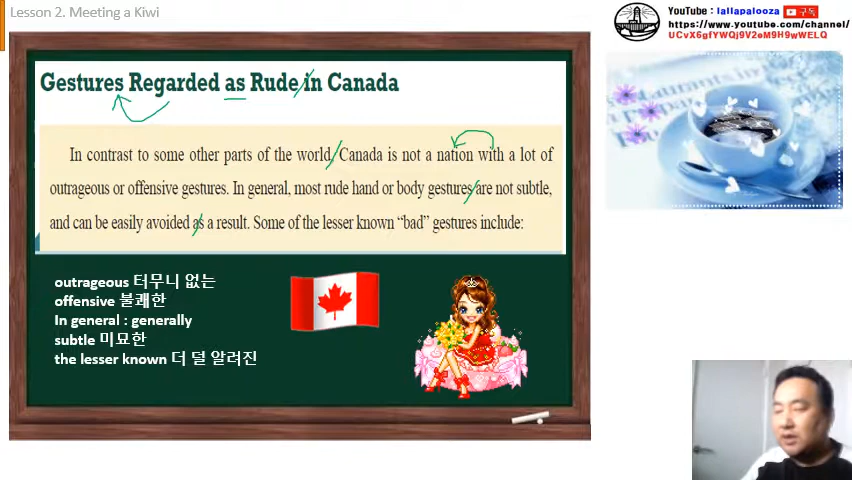 Lesson 2. Meeting a Kiwi
YouTube : lallapalooza 구독
https://www.youtube.com/channel/
UCvX6gfYWQj9V2eM9H9wELQ
Gestures Regarded as Rude in Canada
In contrast to some other parts of the world, Canada is not a nation with a lot of
outrageous or offensive gestures. In general, most rude hand or body gestures are not subtle,
and can be easily avoided as a result. Some of the lesser known “bad” gestures include:
outrageous 터무니 없는
offensive 불쾌한
In general : generally
subtle 미묘한
the lesser known 더 덜 알려진